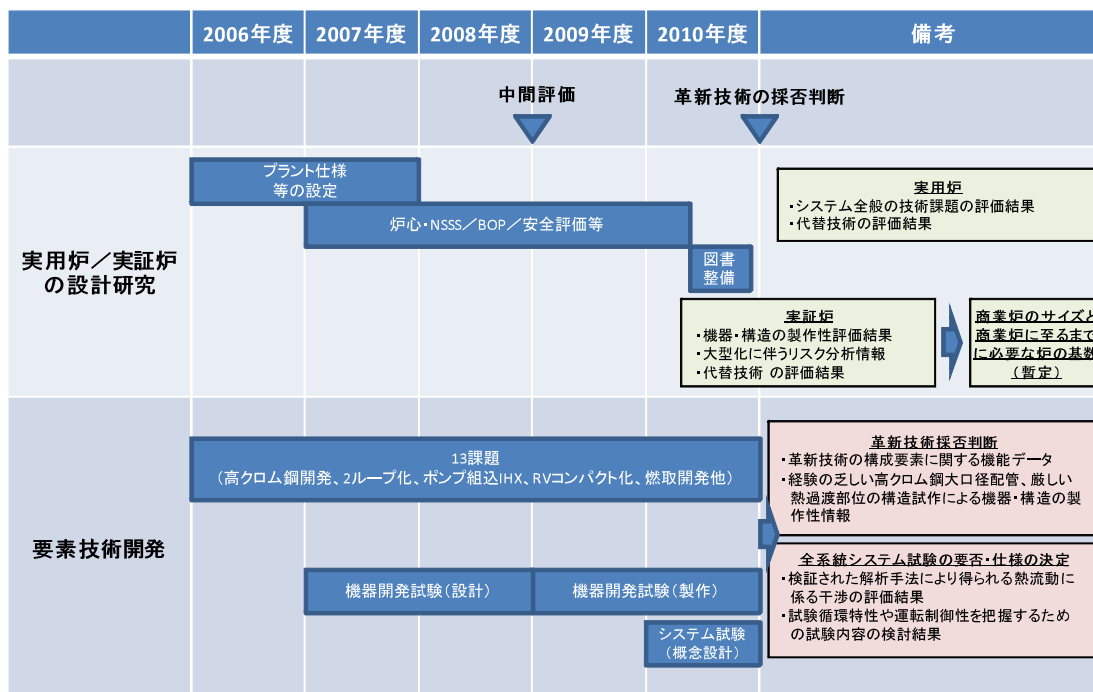 2006年度 2007年度 2008年度 2009年度 2010年度 備考
中間評価
革新技術の採否判断
実用炉／実証炉
の設計研究
プラント仕様
等の設定
炉心・NSSS／BOP／安全評価等
図書
整備
実用炉
・システム全般の技術課題の評価結果
・代替技術の評価結果
実証炉
・機器・構造の製作性評価結果
・大型化に伴うリスク分析情報
・代替技術 の評価結果
商業炉のサイズと
商業炉に至るまで
に必要な炉の基数
（暫定）
要素技術開発
13課題
（高クロム鋼開発、2ループ化、ポンプ組込IHX、RVコンパクト化、燃取開発他）
機器開発試験（設計）
機器開発試験（製作）
システム試験
（概念設計）
革新技術採否判断
・革新技術の構成要素に関する機能データ
・経験の乏しい高クロム鋼大口径配管、厳しい
熱過渡部位の構造試作による機器・構造の製
作性情報
全系統システム試験の要否・仕様の決定
・検証された解析手法により得られる熱流動に
係る干渉の評価結果
・試験循環特性や運転制御性を把握するため
の試験内容の検討結果